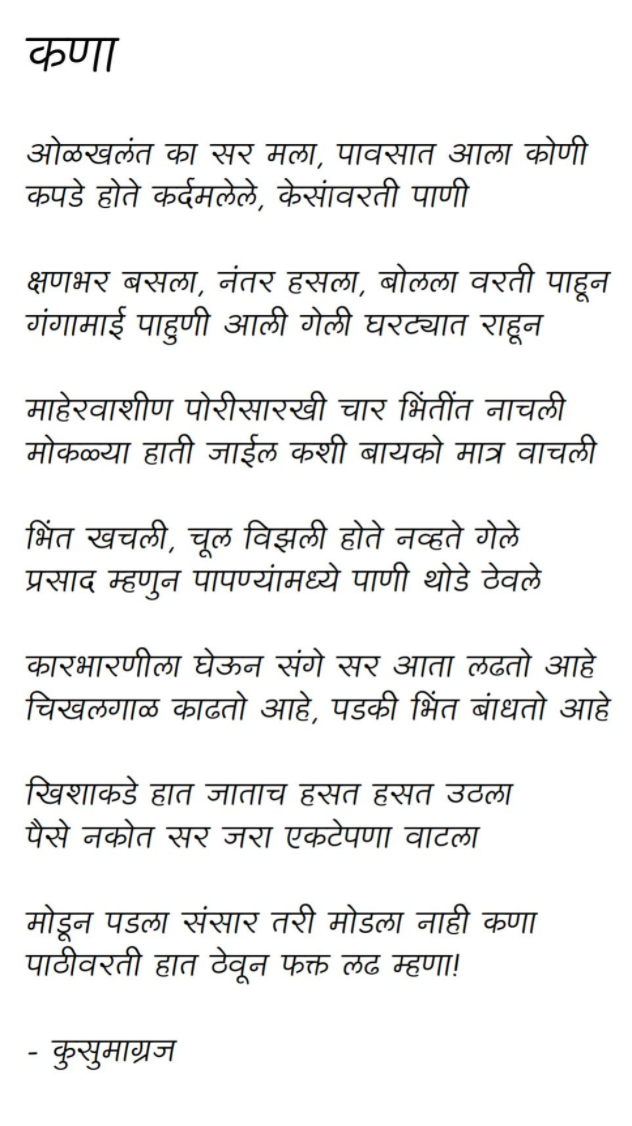 कणा
ओळखलंत का सर मला, पावसात आला कोणी
कपडे होते कर्दमलेले, केसांवरती पाणी
क्षणभर बसला, नंतर हसला, बोलला वरती पाहून
गंगामाई पाहुणी आली गेली घरट्यात राहून
माहेरवाशीण पोरीसारखी चार भिंतींत नाचली
मोकळ्या हाती जाईल कशी बायको मात्र वाचली
भिंत खचली, चूल विझली होते नव्हते गेले
प्रसाद म्हणुन पापण्यांमध्ये पाणी थोडे ठेवले
कारभारणीला घेऊन संगे सर आता लढतो आहे
चिखलगाळ काढतो आहे, पडकी भिंत बांधतो आहे
खिशाकडे हात जाताच हसत हसत उठला
पैसे नकोत सर जरा एकटेपणा वाटला
मोडून पडला संसार तरी मोडला नाही कणा
पाठीवरती हात ठेवून फक्त लढ म्हणा!
- कुसुमाग्रज